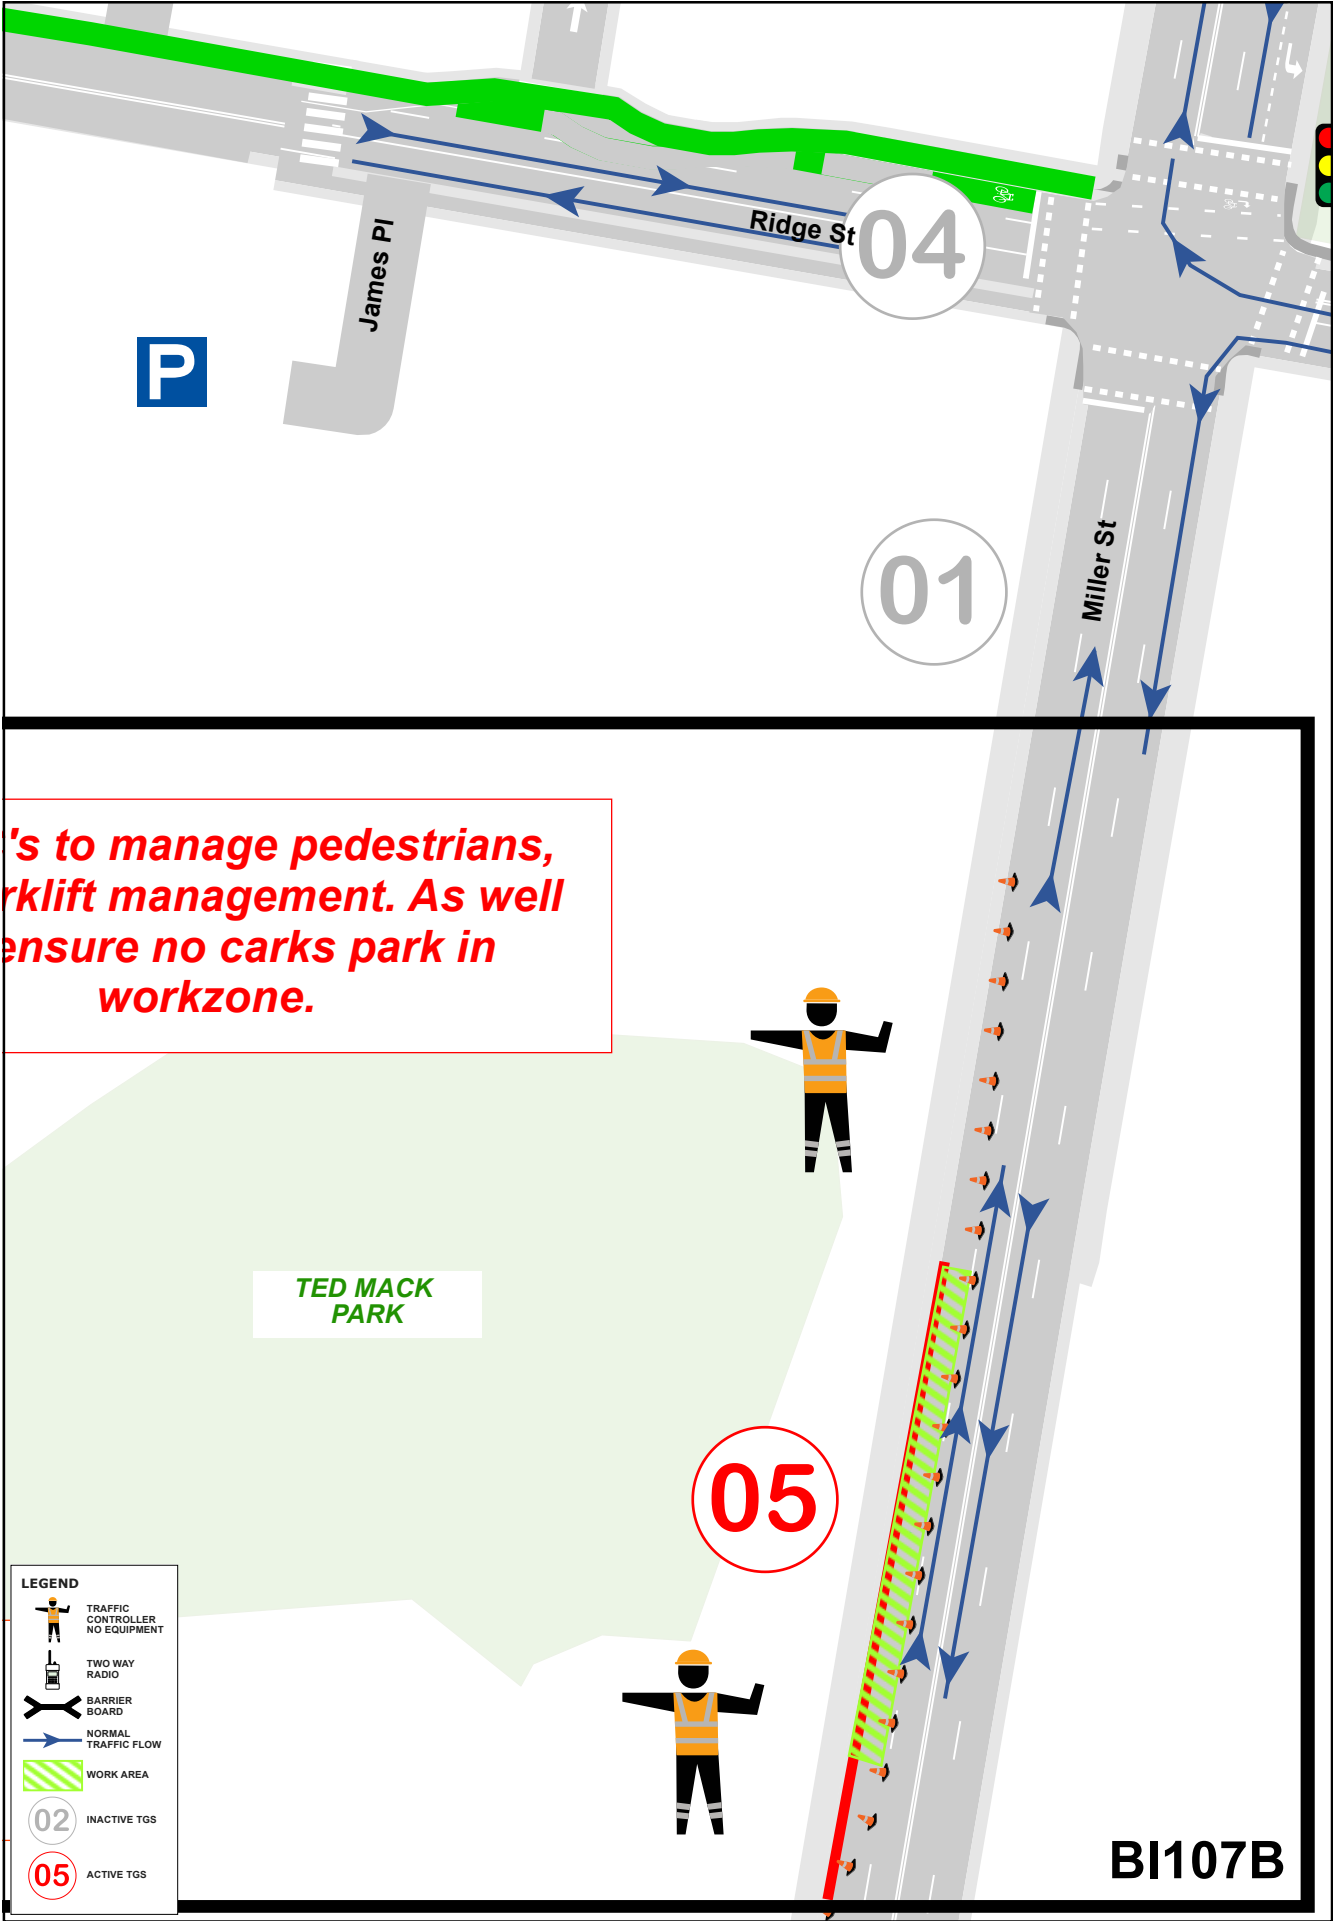 Ridge St
04
James Pl
P
01
Miller St
's to manage pedestrians,
rklift management. As well
ensure no carks park in
workzone.
TED MACK
PARK
05
LEGEND
TRAFFIC
CONTROLLER
NO EQUIPMENT
TWO WAY
RADIO
BARRIER
BOARD
NORMAL
TRAFFIC FLOW
WORK AREA
02
INACTIVE TGS
05
ACTIVE TGS
BI107B